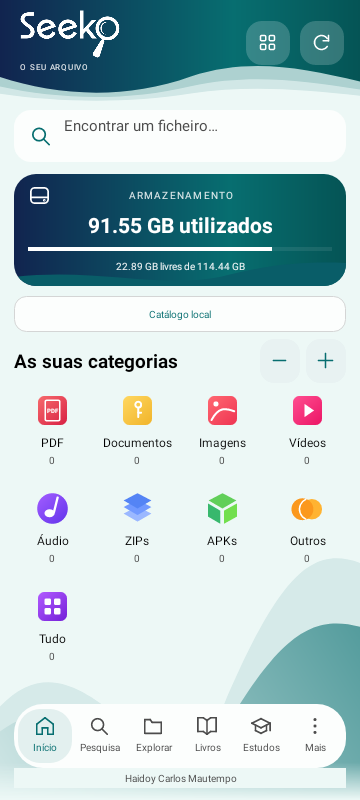 Seeko
O SEU ARQUIVO
Encontrar um ficheiro...
ARMAZENAMENTO
91.55 GB utilizados
22.89 GB livres de 114.44 GB
Catálogo local
As suas categorias
PDF
PDF Documentos Imagens Vídeos
0 0 0 0
Áudio ZIPs APKs Outros
0 0 0 0
Tudo
0
Início Pesquisa Explorar Livros Estudos Mais
Haidoy Carlos Mautempo